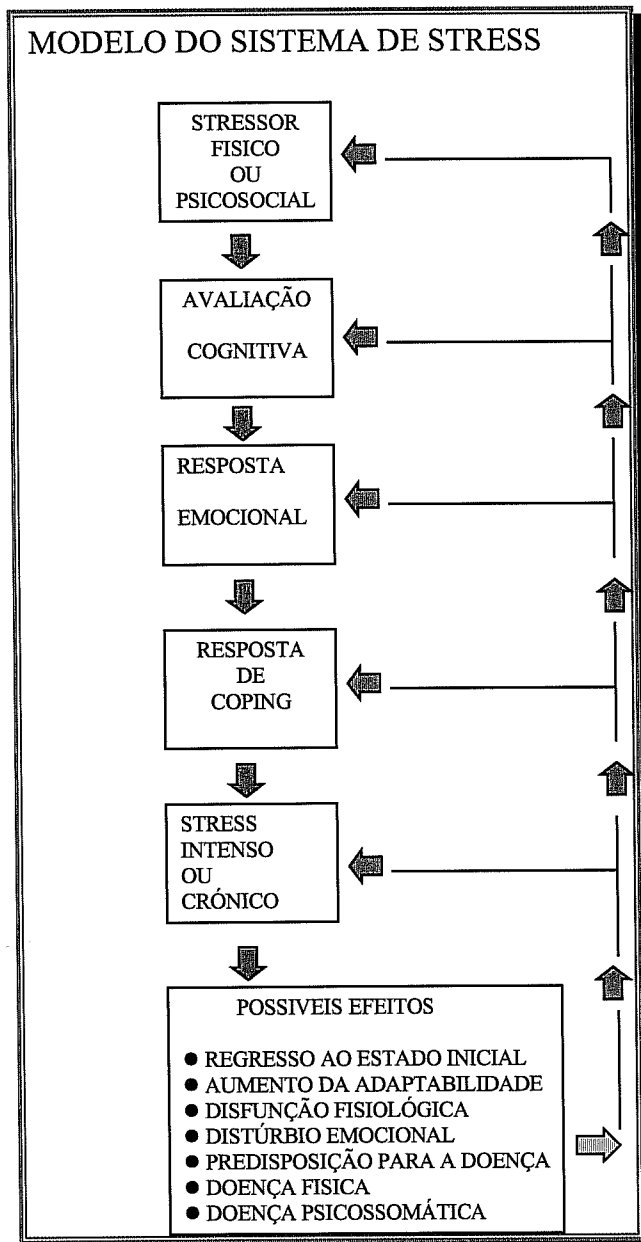 MODELO DO SISTEMA DE STRESS
STRESSOR
FISICO
OU
PSICOSOCIAL
AVALIAÇÃO
COGNITIVA
RESPOSTA
EMOCIONAL
RESPOSTA
DE
COPING
STRESS
INTENSO
OU
CRÓNICO
POSSIVEIS EFEITOS
● REGRESSO AO ESTADO INICIAL
● AUMENTO DA ADAPTABILIDADE
● DISFUNÇÃO FISIOLÓGICA
● DISTÚRBIO EMOCIONAL
● PREDISPOSIÇÃO PARA A DOENÇA
● DOENÇA FISICA
● DOENÇA PSICOSSOMÁTICA